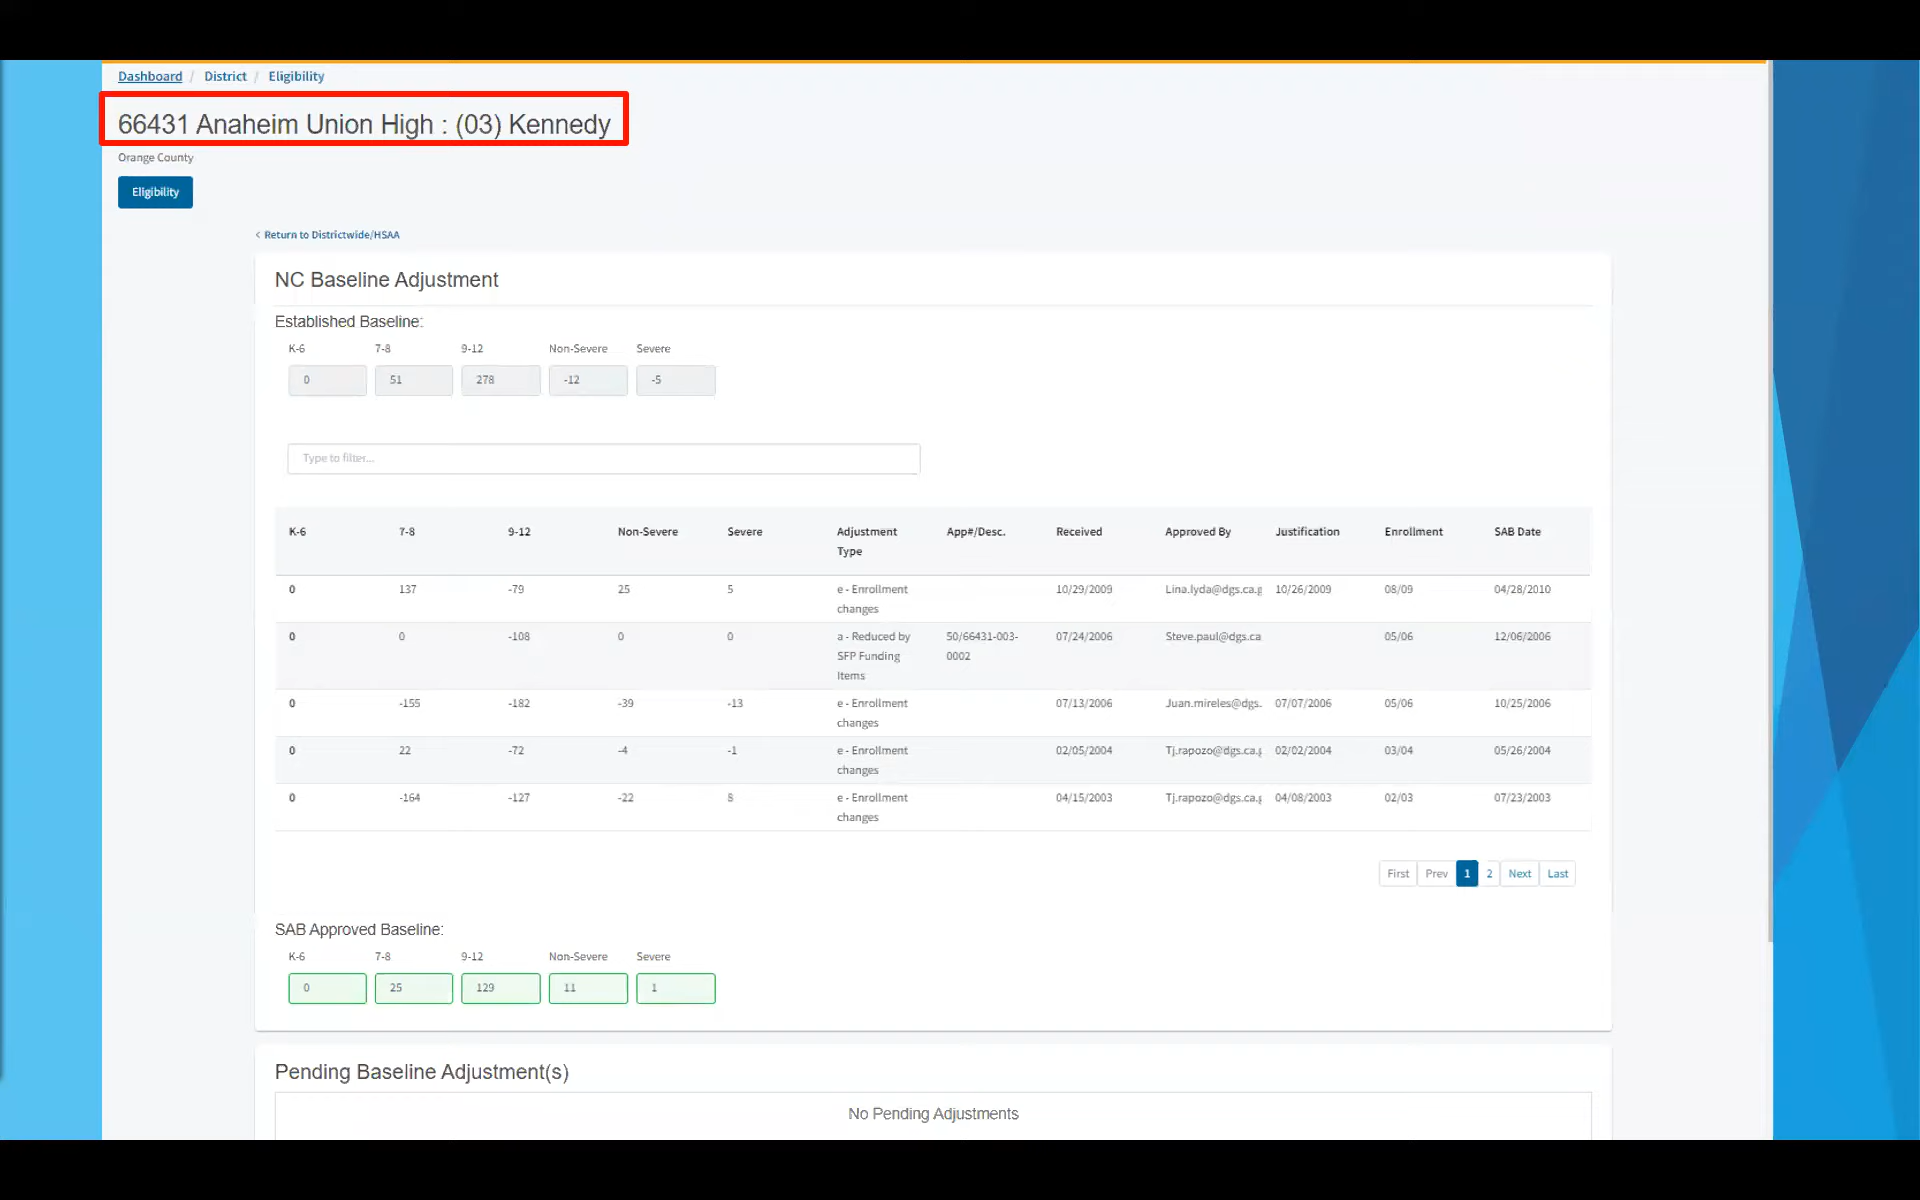 Dashboard / District / Eligibility
66431 Anaheim Union High : (03) Kennedy
Orange County
Eligibility
< Return to Districtwide/HSAA
NC Baseline Adjustment
Established Baseline:
K-6 7-8 9-12 Non-Severe Severe
0 51 278 -12 -5
Type to filter...
K-6 7-8 9-12 Non-Severe Severe Adjustment Type App#/Desc. Received Approved By Justification Enrollment SAB Date
0 137 -79 25 5 e - Enrollment changes 10/29/2009 Lina.lyda@dgs.ca.g 10/26/2009 08/09 04/28/2010
0 0 -108 0 0 a - Reduced by SFP Funding Items 50/66431-003-0002 07/24/2006 Steve.paul@dgs.ca 05/06 12/06/2006
0 -155 -182 -39 -13 e - Enrollment changes 07/13/2006 Juan.mireles@dgs. 07/07/2006 05/06 10/25/2006
0 22 -72 -4 -1 e - Enrollment changes 02/05/2004 Tj.rapozo@dgs.ca.g 02/02/2004 03/04 05/26/2004
0 -164 -127 -22 8 e - Enrollment changes 04/15/2003 Tj.rapozo@dgs.ca.g 04/08/2003 02/03 07/23/2003
First Prev 1 2 Next Last
SAB Approved Baseline:
K-6 7-8 9-12 Non-Severe Severe
0 25 129 11 1
Pending Baseline Adjustment(s)
No Pending Adjustments